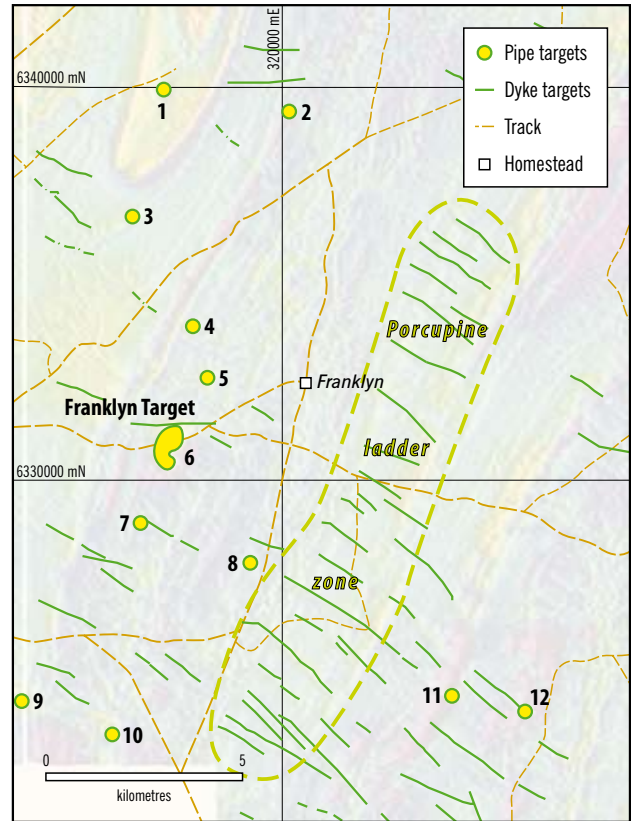 320000 mE
6340000 mN
Pipe targets
Dyke targets
Track
Homestead
1
2
3
4
5
Porcupine
Franklyn
Franklyn Target
6
ladder
6330000 mN
7
8
zone
9
10
11
12
0 5
kilometres